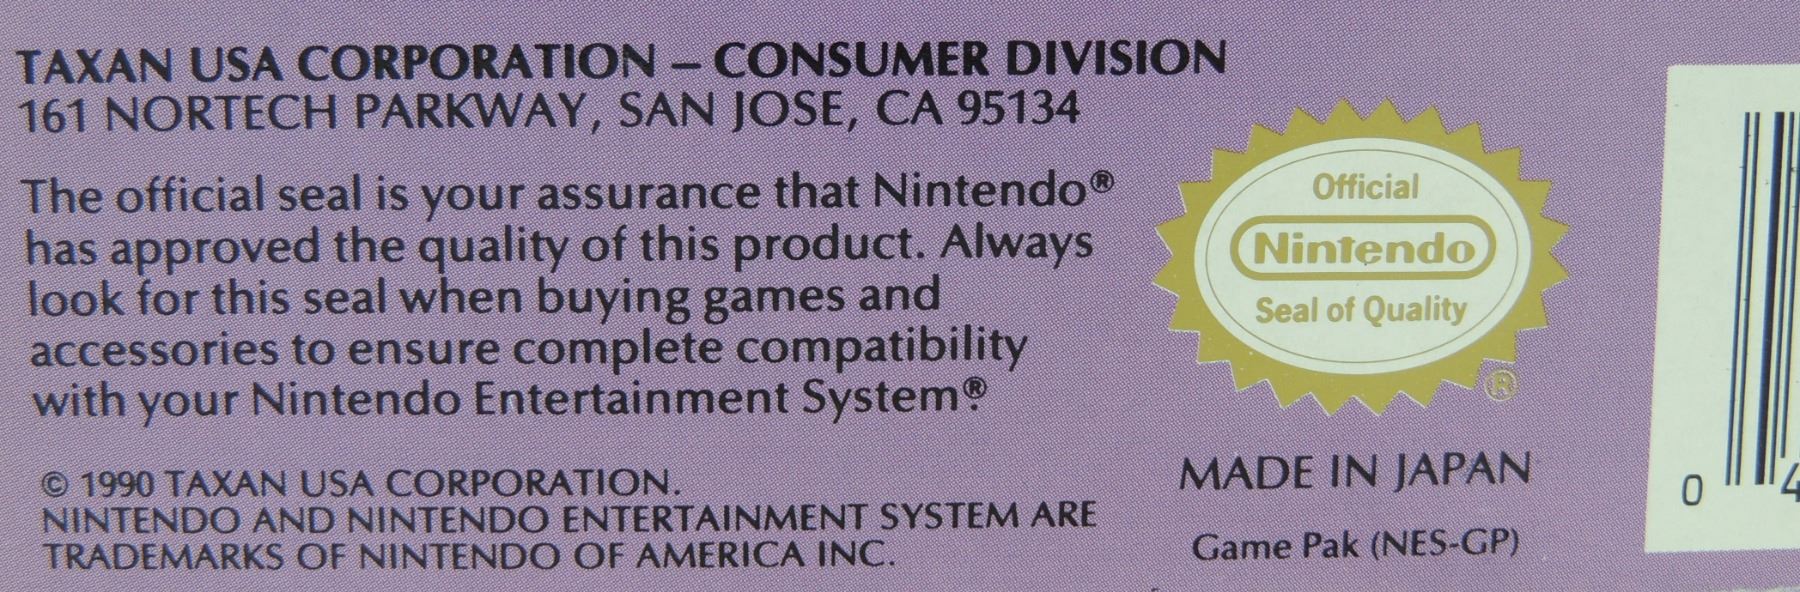 TAXAN USA CORPORATION – CONSUMER DIVISION
161 NORTECH PARKWAY, SAN JOSE, CA 95134
The official seal is your assurance that Nintendo®
has approved the quality of this product. Always
look for this seal when buying games and
accessories to ensure complete compatibility
with your Nintendo Entertainment System®.
© 1990 TAXAN USA CORPORATION.
NINTENDO AND NINTENDO ENTERTAINMENT SYSTEM ARE
TRADEMARKS OF NINTENDO OF AMERICA INC.
Official
Nintendo
Seal of Quality
®
MADE IN JAPAN
Game Pak (NES-GP)
0 4